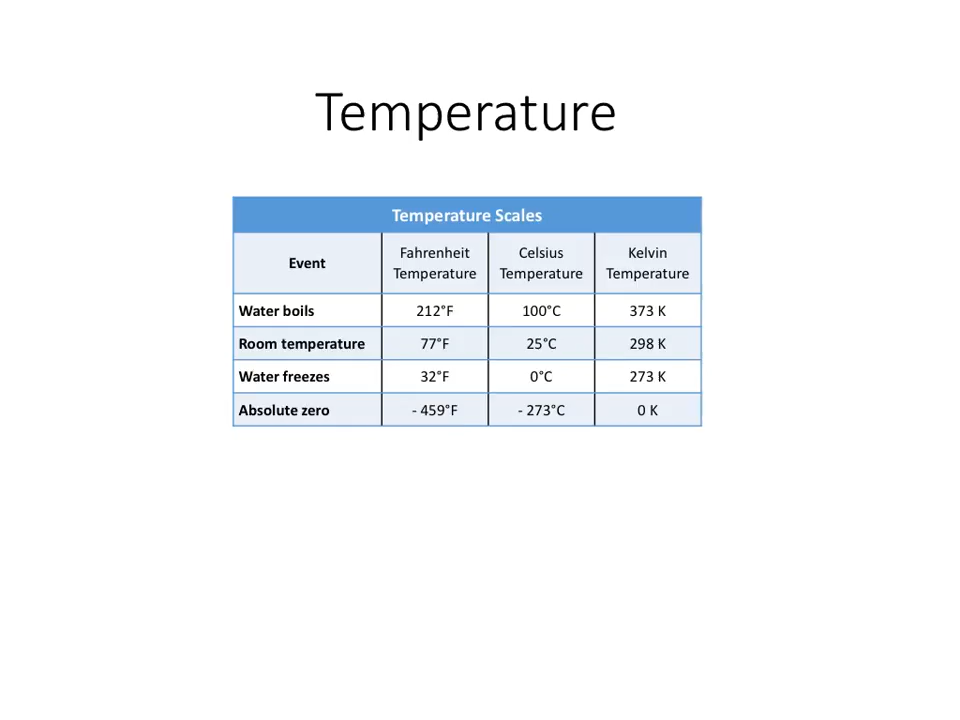 Temperature
Temperature Scales
Event Fahrenheit Temperature Celsius Temperature Kelvin Temperature
Water boils 212°F 100°C 373 K
Room temperature 77°F 25°C 298 K
Water freezes 32°F 0°C 273 K
Absolute zero - 459°F - 273°C 0 K